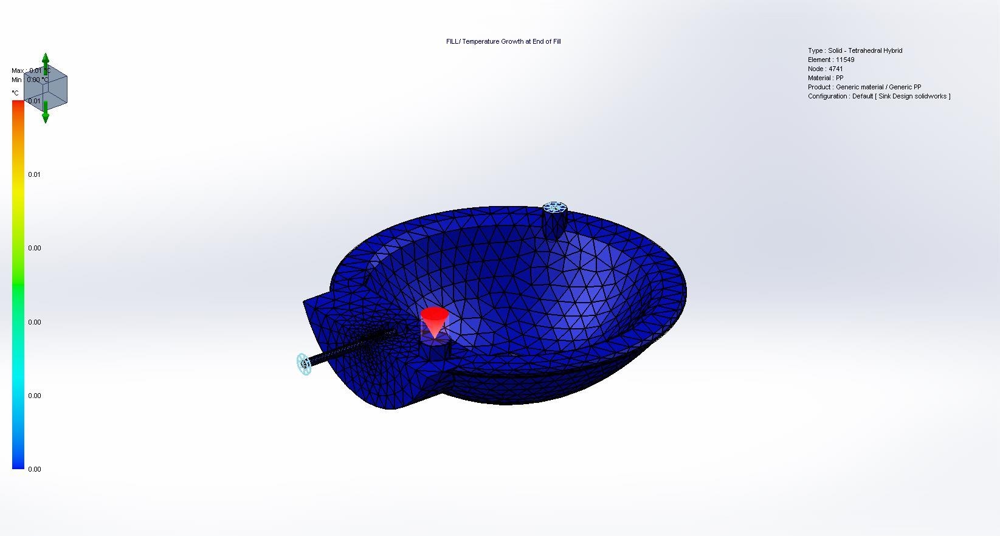 FILL/ Temperature Growth at End of Fill
Type : Solid - Tetrahedral Hybrid
Element : 11549
Node : 4741
Material : PP
Product : Generic material / Generic PP
Configuration : Default [ Sink Design solidworks ]
Max : 0.01 °C
Min : 0.00 °C
°C
0.01
0.01
0.00
0.00
0.00
0.00